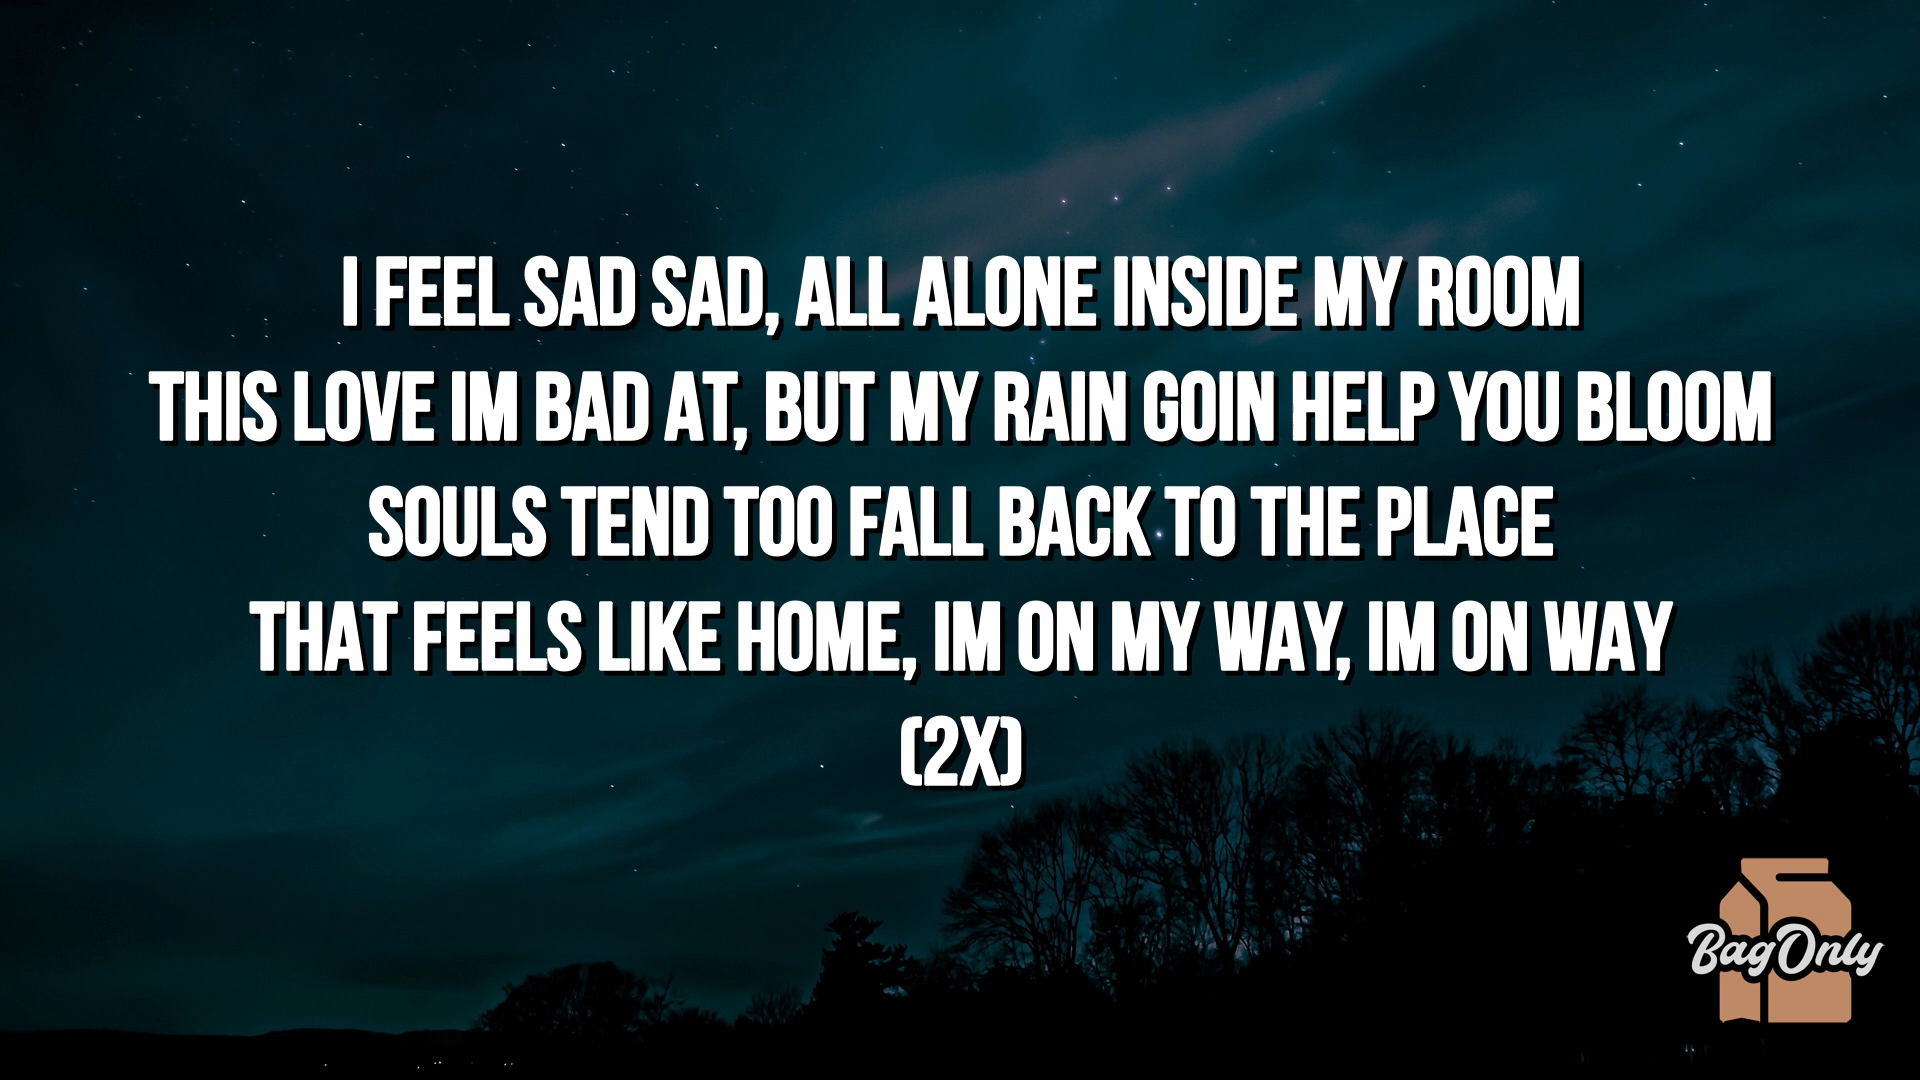 I FEEL SAD SAD, ALL ALONE INSIDE MY ROOM
THIS LOVE IM BAD AT, BUT MY RAIN GOIN HELP YOU BLOOM
SOULS TEND TOO FALL BACK TO THE PLACE
THAT FEELS LIKE HOME, IM ON MY WAY, IM ON WAY
(2X)
BagOnly